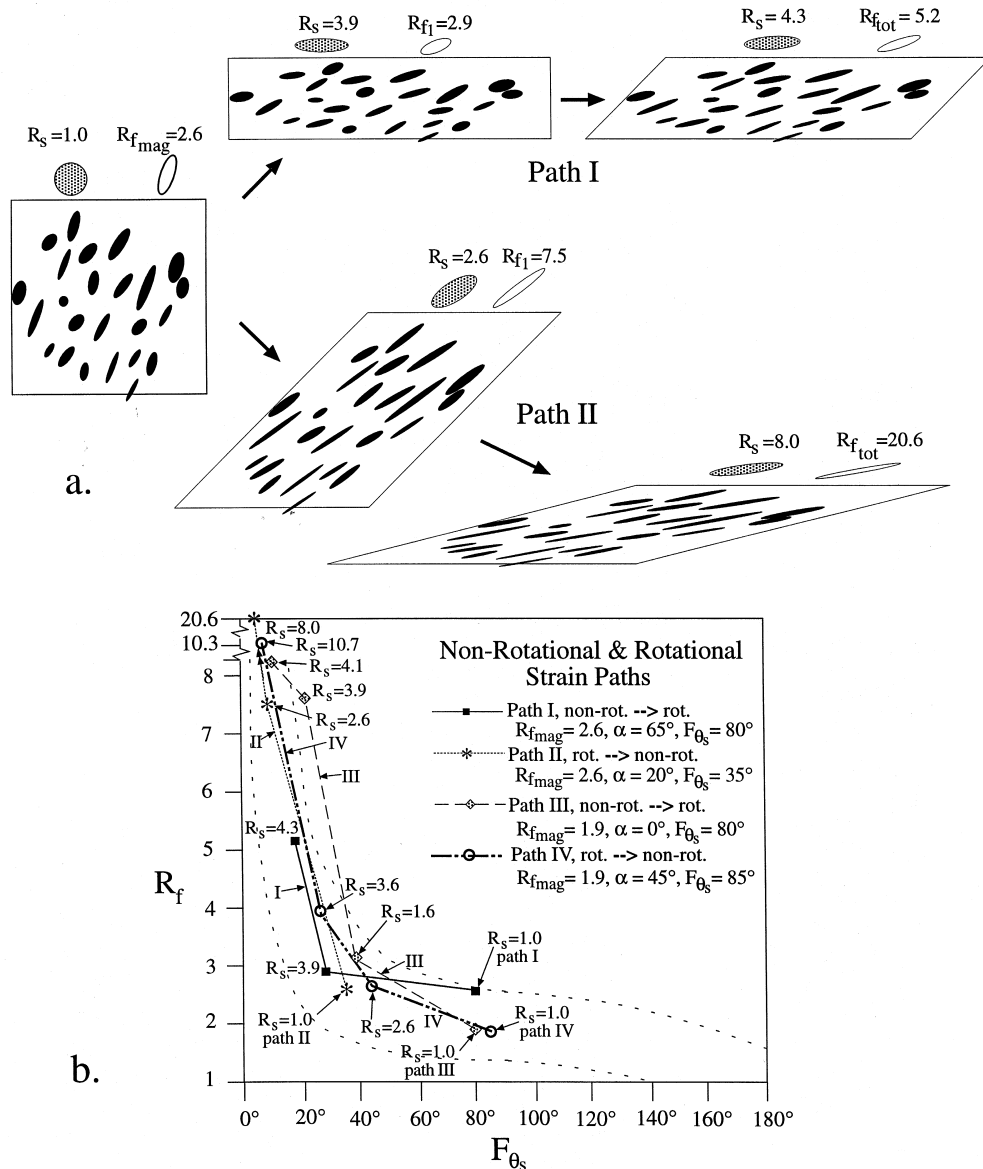 Rs=3.9 Rf1=2.9
Rs=4.3 Rftot=5.2
Rs=1.0 Rfmag=2.6
Path I
Rs=2.6 Rf1=7.5
Path II
Rs=8.0 Rftot=20.6
a.
Non-Rotational & Rotational
Strain Paths
Path I, non-rot. --> rot.
Rfmag= 2.6, α = 65°, Fθs= 80°
Path II, rot. --> non-rot.
Rfmag= 2.6, α = 20°, Fθs= 35°
Path III, non-rot. --> rot.
Rfmag= 1.9, α = 0°, Fθs= 80°
Path IV, rot. --> non-rot.
Rfmag= 1.9, α = 45°, Fθs= 85°
20.6
10.3
8
7
6
5
4
3
2
1
Rf
Rs=8.0
Rs=10.7
Rs=4.1
Rs=3.9
Rs=2.6
II
IV
III
Rs=4.3
I
Rs=3.6
Rs=1.6
Rs=1.0
path I
Rs=3.9
III
Rs=1.0
path II
Rs=2.6
IV
Rs=1.0
path IV
Rs=1.0
path III
0° 20° 40° 60° 80° 100° 120° 140° 160° 180°
Fθs
b.